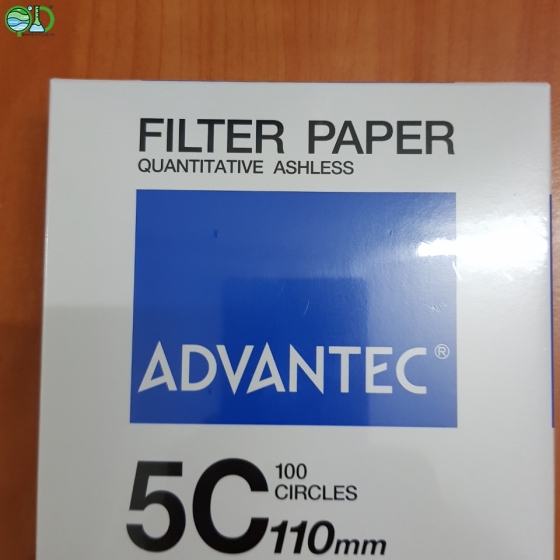 FILTER PAPER
QUANTITATIVE ASHLESS
ADVANTEC®
5C 100 CIRCLES
110mm